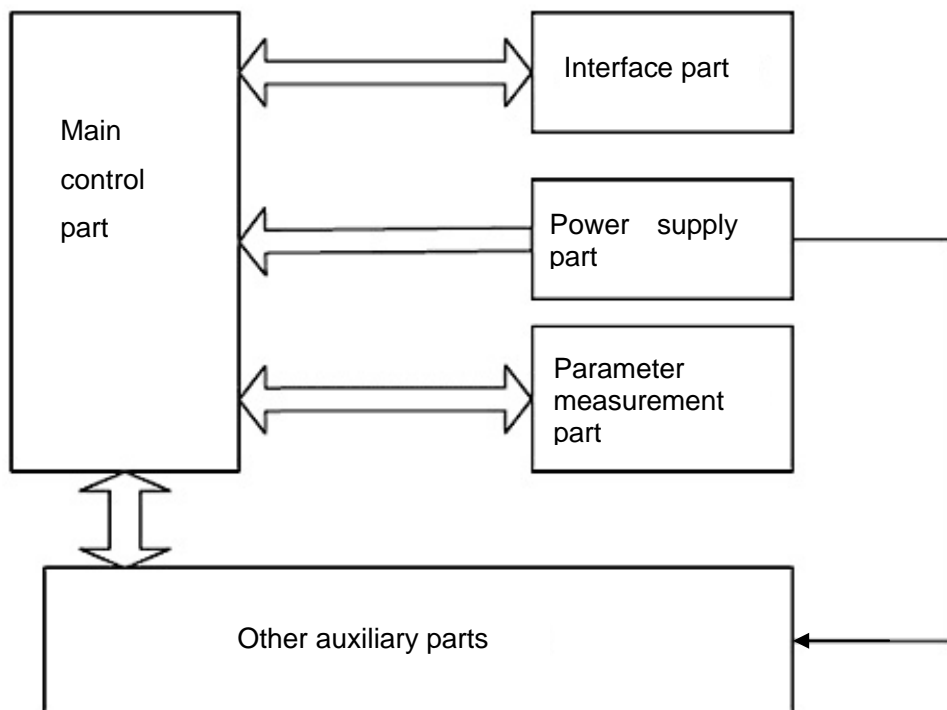 Main
control
part
Interface part
Power supply
part
Parameter
measurement
part
Other auxiliary parts